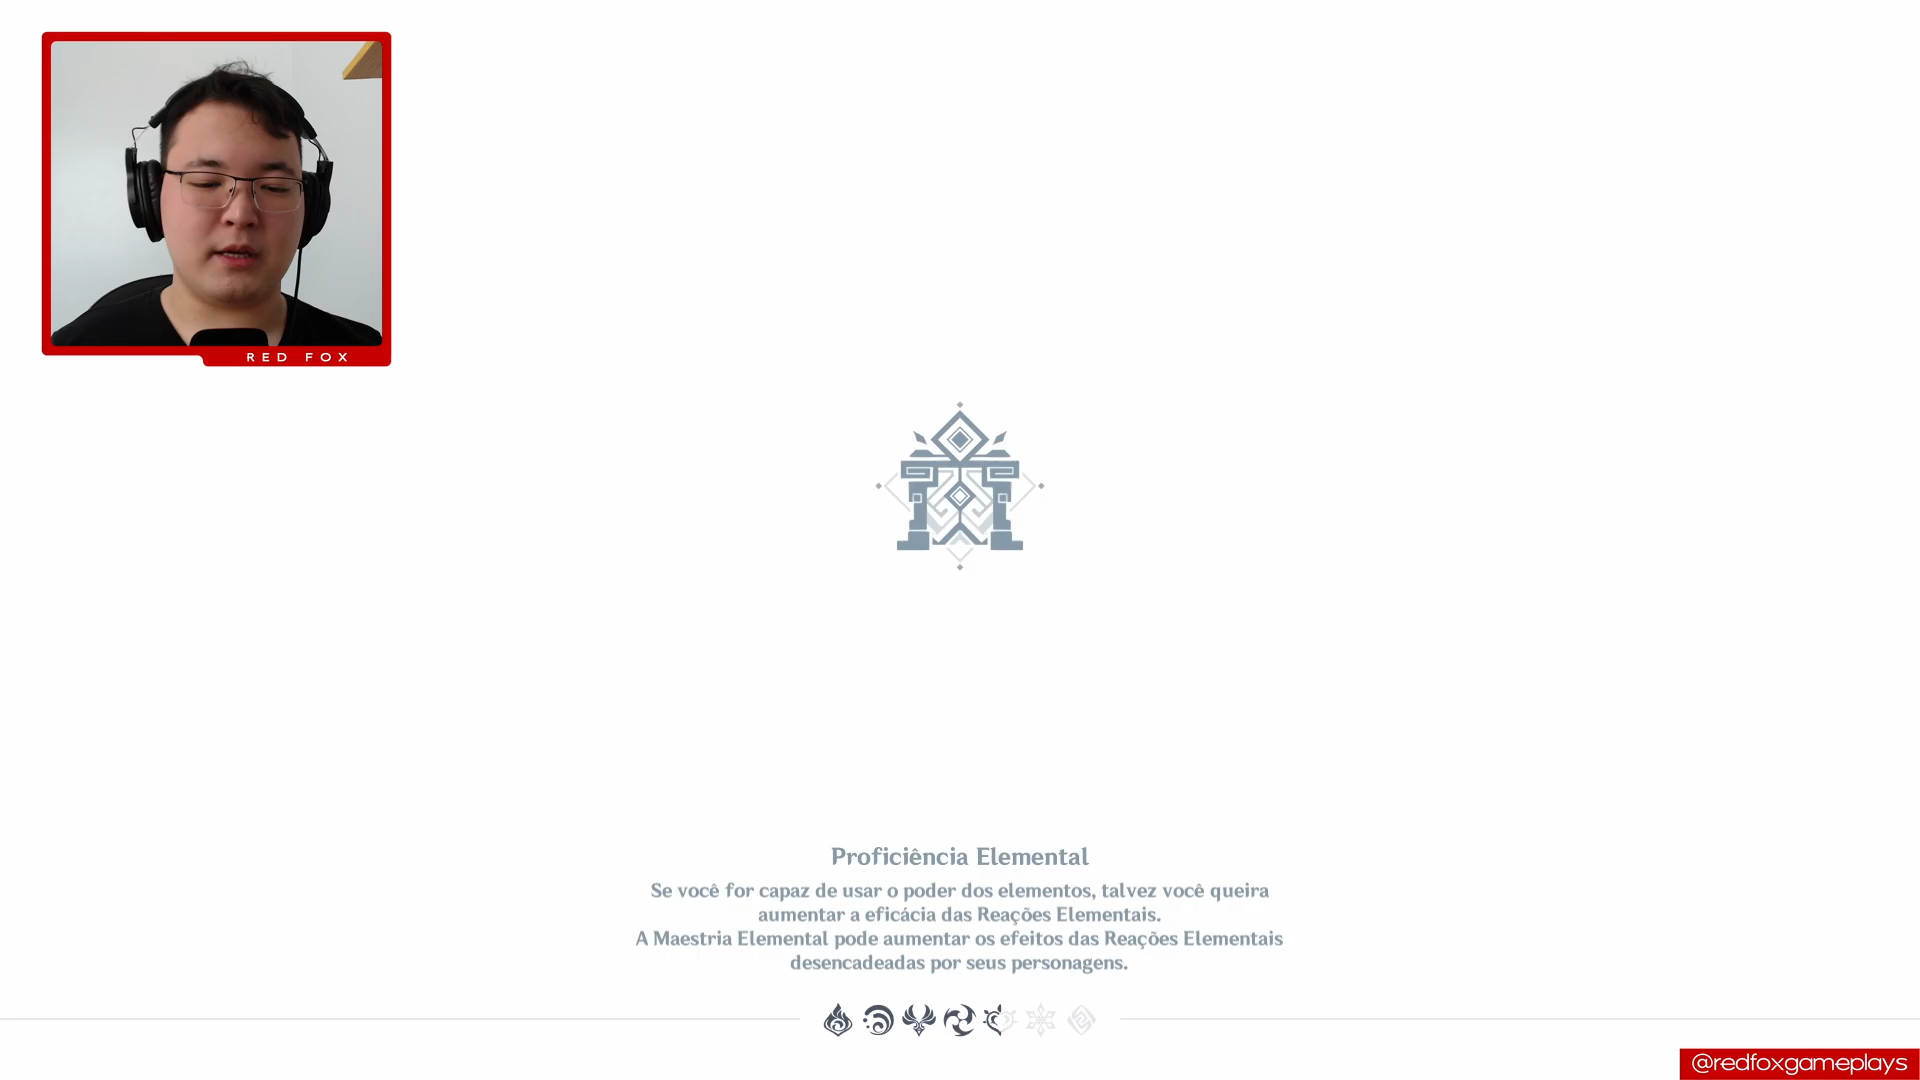 RED FOX
Proficiência Elemental
Se você for capaz de usar o poder dos elementos, talvez você queira
aumentar a eficácia das Reações Elementais.
A Maestria Elemental pode aumentar os efeitos das Reações Elementais
desencadeadas por seus personagens.
@redfoxgameplays